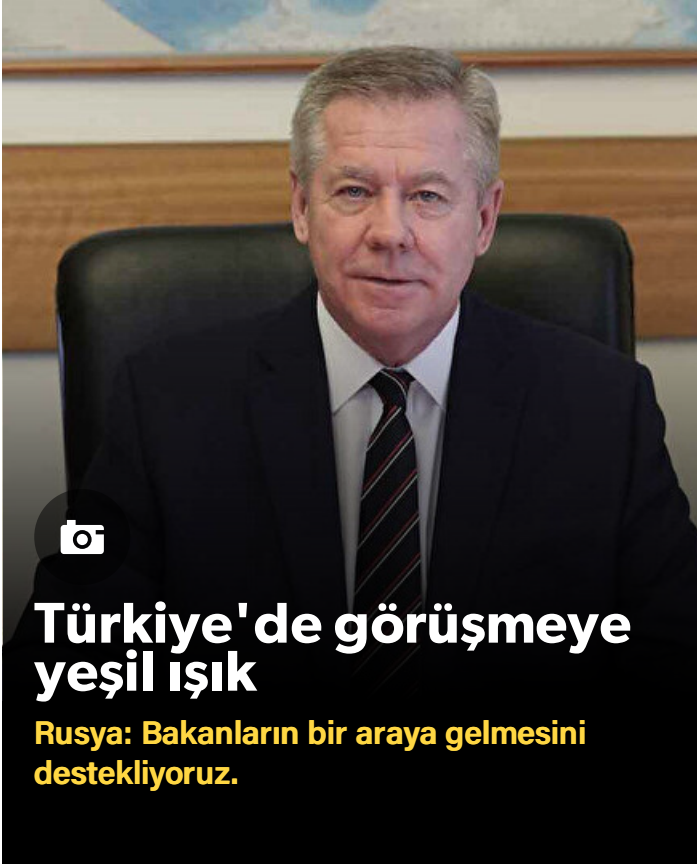 Türkiye'de görüşmeye
yeşil ışık
Rusya: Bakanların bir araya gelmesini
destekliyoruz.